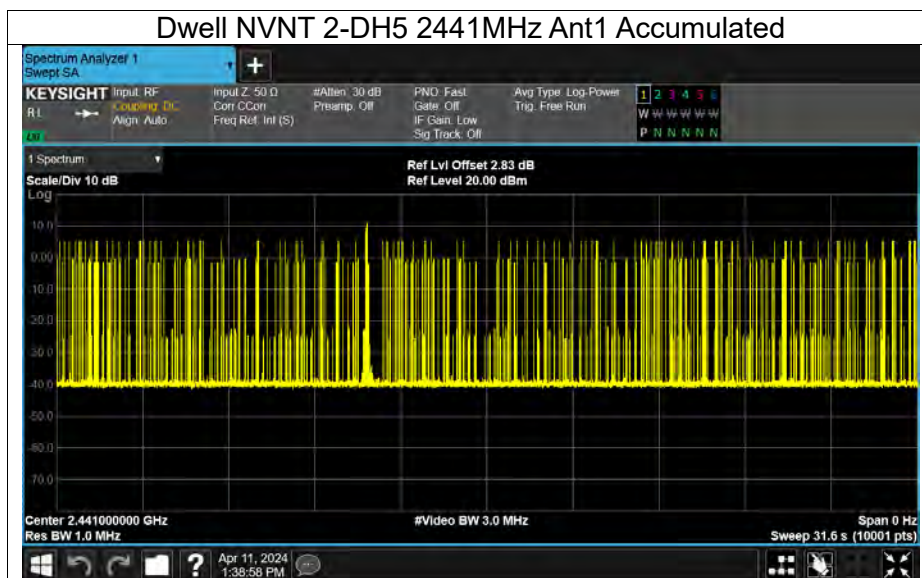 Dwell NVNT 2-DH5 2441MHz Ant1 Accumulated
Spectrum Analyzer 1
Swept SA
+
KEYSIGHT Input: RF Input Z: 50 Ω #Atten: 30 dB PNO: Fast Avg Type: Log-Power 1 2 3 4 5 6
RL Coupling: DC Corr CCorr Preamp: Off Gate: Off Trig: Free Run W W W W W W
Align: Auto Freq Ref: Int (S) IF Gain: Low P N N N N N
Sig Track: Off
1 Spectrum
Ref Lvl Offset 2.83 dB
Scale/Div 10 dB Ref Level 20.00 dBm
Log
10.0
0.00
-10.0
-20.0
-30.0
-40.0
-50.0
-60.0
-70.0
Center 2.441000000 GHz #Video BW 3.0 MHz Span 0 Hz
Res BW 1.0 MHz Sweep 31.6 s (10001 pts)
? Apr 11, 2024
1:38:58 PM